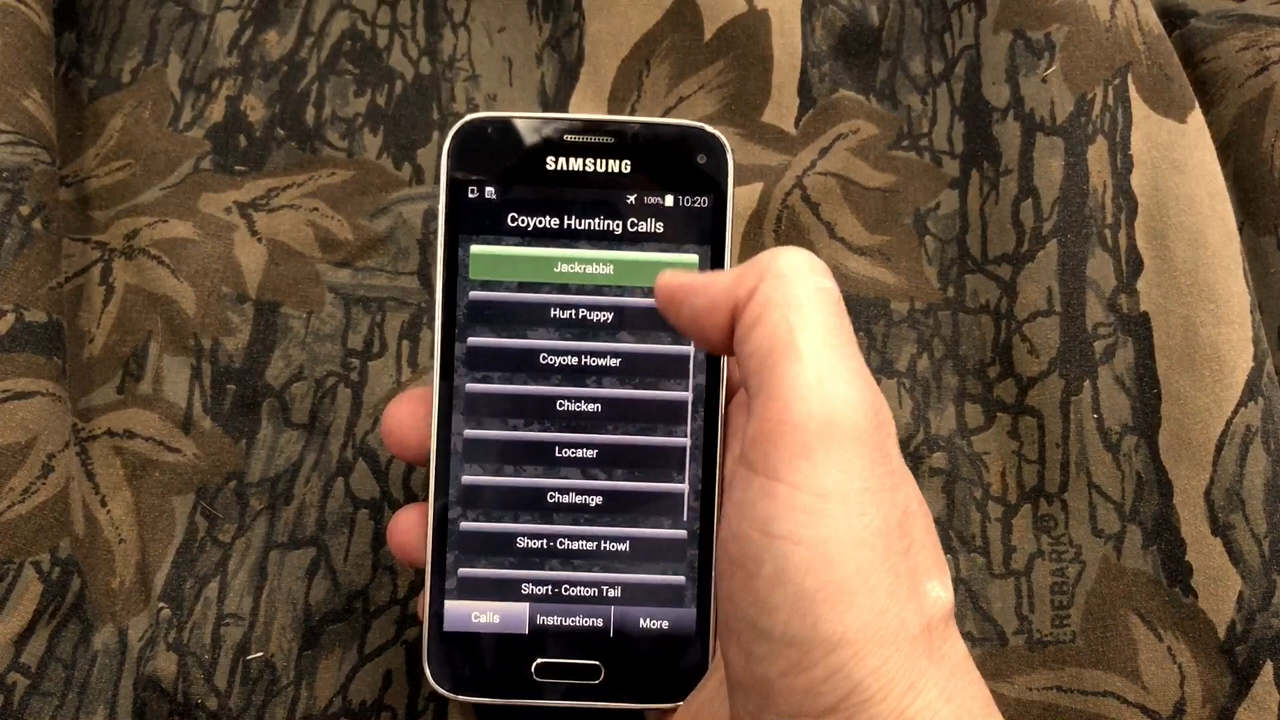 SAMSUNG
100% 10:20
Coyote Hunting Calls
Jackrabbit
Hurt Puppy
Coyote Howler
Chicken
Locater
Challenge
Short - Chatter Howl
Short - Cotton Tail
Calls Instructions More
REBARK®